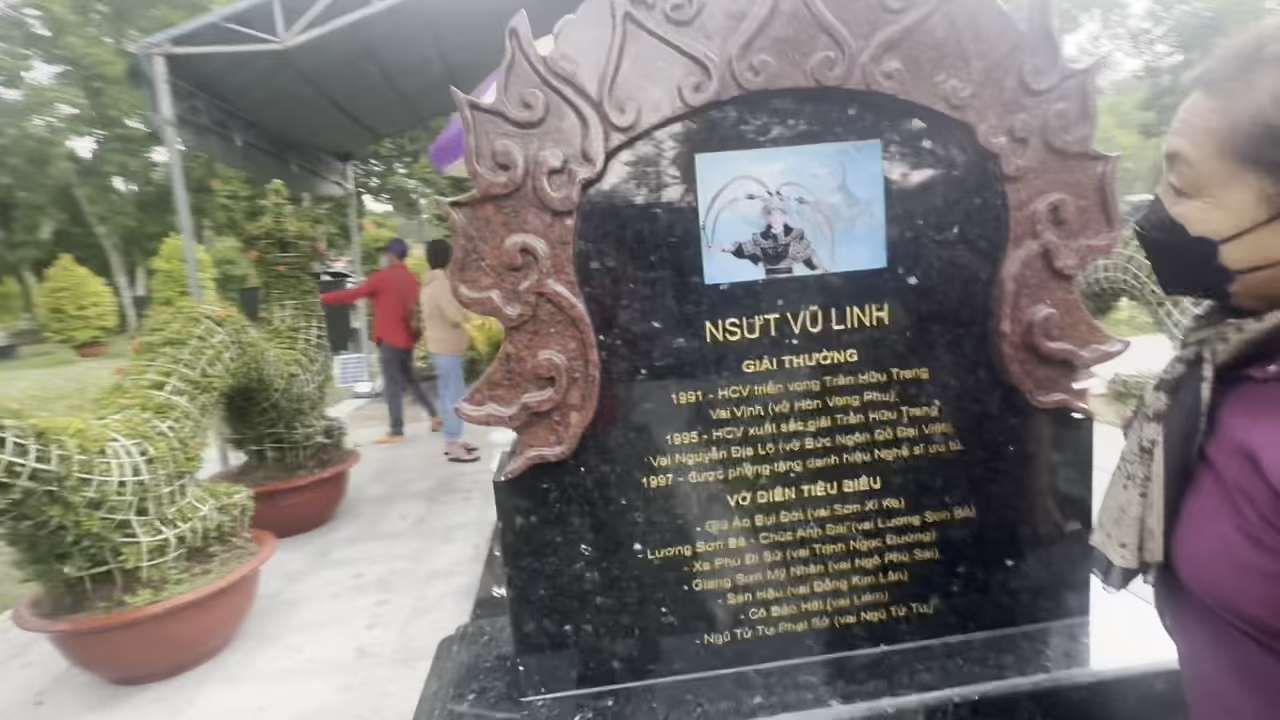 NSƯT VŨ LINH
GIẢI THƯỞNG
1991 - HCV triển vọng Trần Hữu Trang
Vai Vịnh (vở Hòn Vọng Phu)
1995 - HCV xuất sắc giải Trần Hữu Trang
Vai Nguyễn Địa Lô (vở Bức Ngôn Đồ Đại Việt)
1997 - được phong tặng danh hiệu Nghệ sĩ ưu tú
VỞ DIỄN TIÊU BIỂU
- Giũ Áo Bụi Đời (vai Sơn Xí Kọ)
- Lương Sơn Bá - Chúc Anh Đài (vai Lương Sơn Bá)
- Xa Phu Đi Sứ (vai Trịnh Ngọc Đường)
- Giang Sơn Mỹ Nhân (vai Ngô Phù Sai)
- San Hậu (vai Đổng Kim Lân)
- Cô Đào Hát (vai Liêm)
- Ngũ Tử Tư Phạt Sở (vai Ngũ Tử Tư)